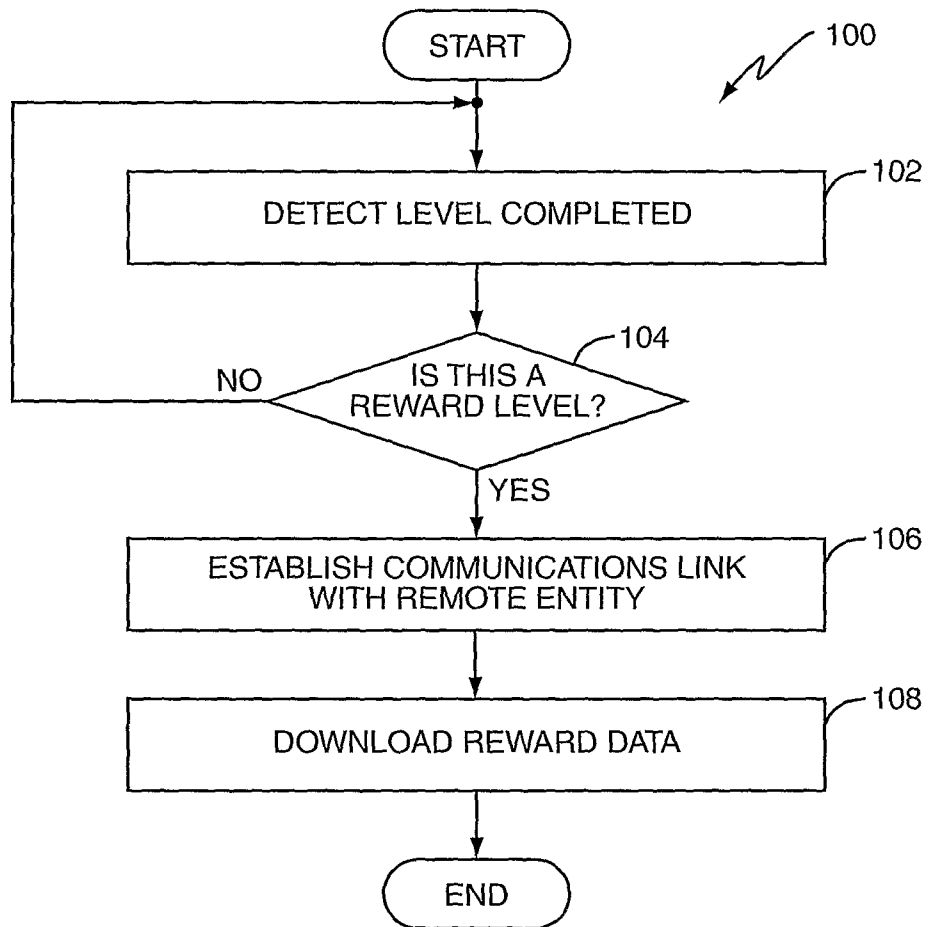 START
100
102
DETECT LEVEL COMPLETED
104
IS THIS A
REWARD LEVEL?
NO
YES
106
ESTABLISH COMMUNICATIONS LINK
WITH REMOTE ENTITY
108
DOWNLOAD REWARD DATA
END